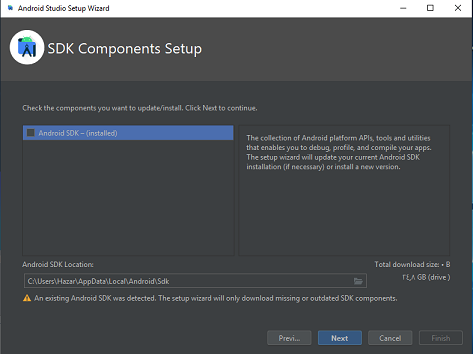 Android Studio Setup Wizard
SDK Components Setup
Check the components you want to update/install. Click Next to continue.
Android SDK – (installed)
The collection of Android platform APIs, tools and utilities
that enables you to debug, profile, and compile your apps.
The setup wizard will update your current Android SDK
installation (if necessary) or install a new version.
Android SDK Location:
Total download size: ٠ B
C:\Users\Hazar\AppData\Local\Android\Sdk
٢٤٫٨ GB (drive )
An existing Android SDK was detected. The setup wizard will only download missing or outdated SDK components.
Previ...
Next
Cancel
Finish